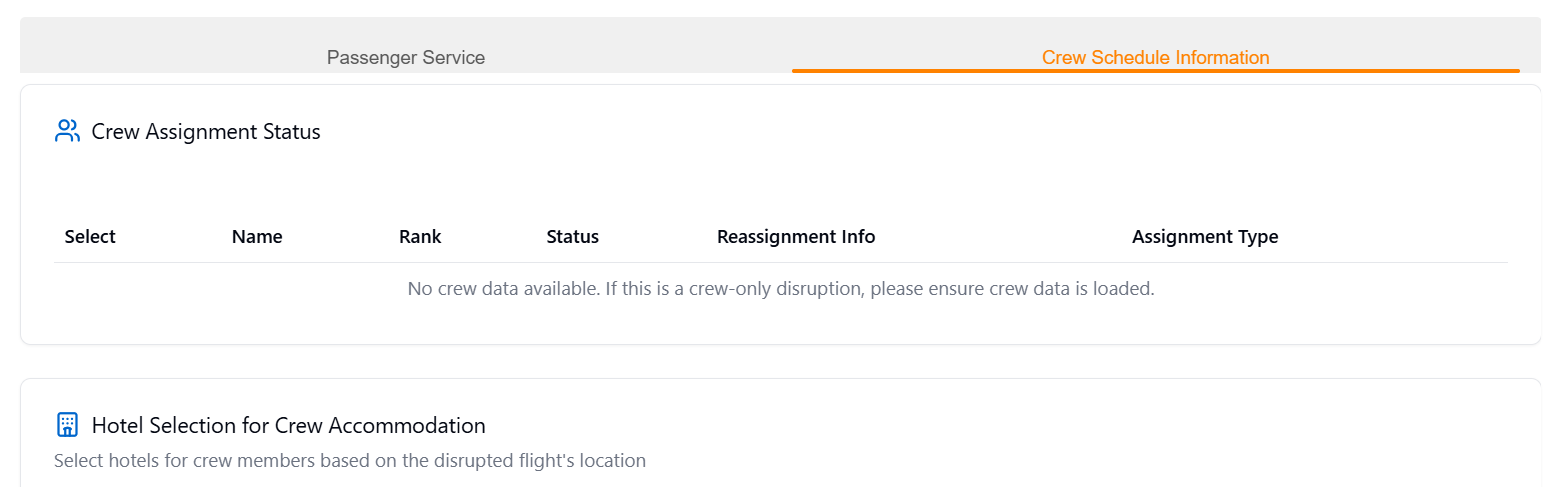 Passenger Service
Crew Schedule Information
Crew Assignment Status
Select Name Rank Status Reassignment Info Assignment Type
No crew data available. If this is a crew-only disruption, please ensure crew data is loaded.
Hotel Selection for Crew Accommodation
Select hotels for crew members based on the disrupted flight's location